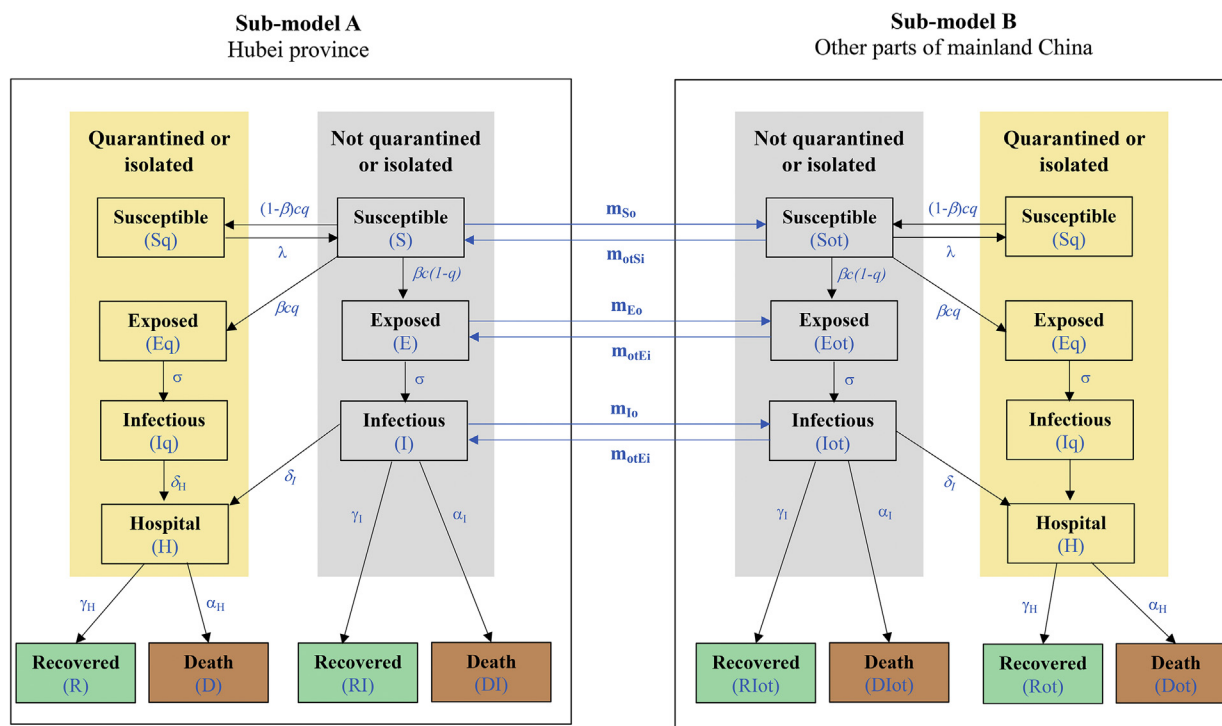 Sub-model A
Hubei province
Quarantined or
isolated
Not quarantined
or isolated
Susceptible
(Sq)
(1-β)cq
λ
Susceptible
(S)
βcq
βc(1-q)
Exposed
(Eq)
Exposed
(E)
σ
σ
Infectious
(Iq)
Infectious
(I)
δH
δI
Hospital
(H)
γI
αI
γH
αH
Recovered
(R)
Death
(D)
Recovered
(RI)
Death
(DI)
mSo
motSi
mEo
motEi
mIo
motEi
Sub-model B
Other parts of mainland China
Not quarantined
or isolated
Quarantined or
isolated
Susceptible
(Sot)
(1-β)cq
λ
Susceptible
(Sq)
βc(1-q)
βcq
Exposed
(Eot)
Exposed
(Eq)
σ
σ
Infectious
(Iot)
Infectious
(Iq)
δI
Hospital
(H)
γI
αI
γH
αH
Recovered
(RIot)
Death
(DIot)
Recovered
(Rot)
Death
(Dot)